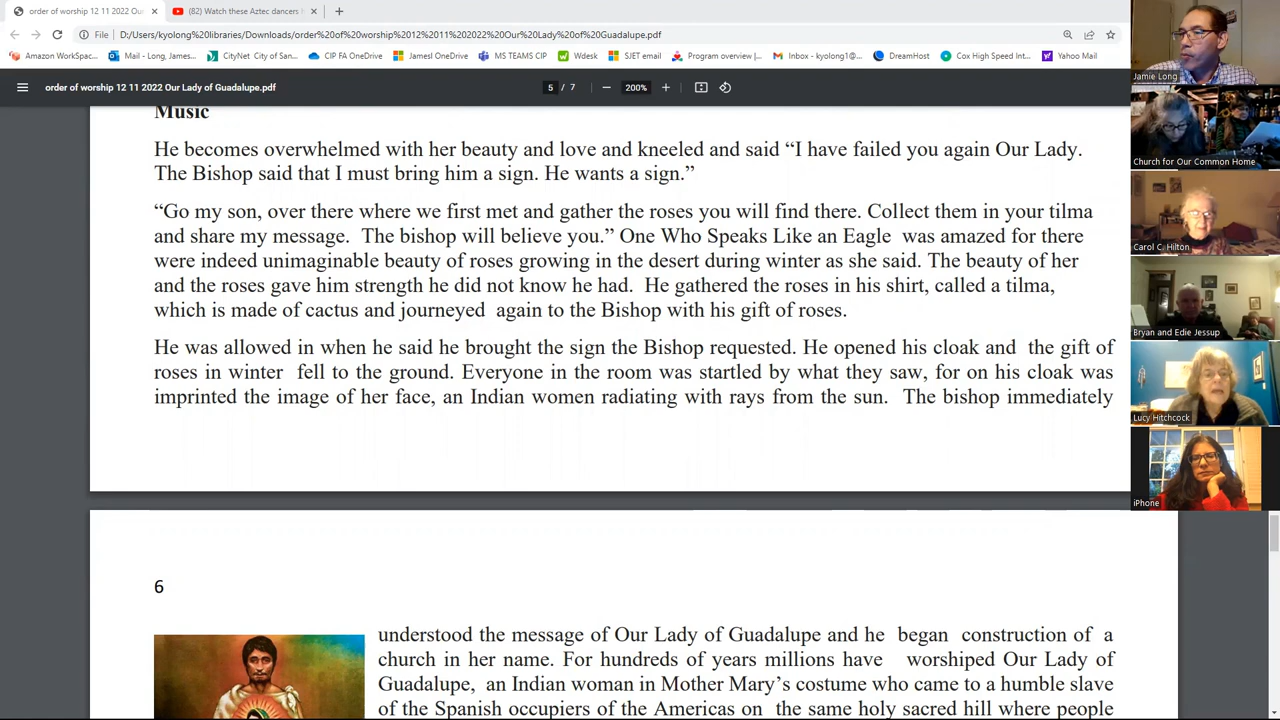 order of worship 12 11 2022 Ou
(82) Watch these Aztec dancers i
File D:/Users/kyolong%20libraries/Downloads/order%20of%20worship%2012%2011%202022%20Our%20Lady%20of%20Guadalupe.pdf
Amazon WorkSpac... Mail - Long, James... CityNet City of San... CIP FA OneDrive JamesI OneDrive MS TEAMS CIP Wdesk SJET email Program overview |... Inbox - kyolong1@... DreamHost Cox High Speed Int... Yahoo Mail
order of worship 12 11 2022 Our Lady of Guadalupe.pdf 5 / 7 200%
Music
He becomes overwhelmed with her beauty and love and kneeled and said “I have failed you again Our Lady.
The Bishop said that I must bring him a sign. He wants a sign.”
“Go my son, over there where we first met and gather the roses you will find there. Collect them in your tilma
and share my message. The bishop will believe you.” One Who Speaks Like an Eagle was amazed for there
were indeed unimaginable beauty of roses growing in the desert during winter as she said. The beauty of her
and the roses gave him strength he did not know he had. He gathered the roses in his shirt, called a tilma,
which is made of cactus and journeyed again to the Bishop with his gift of roses.
He was allowed in when he said he brought the sign the Bishop requested. He opened his cloak and the gift of
roses in winter fell to the ground. Everyone in the room was startled by what they saw, for on his cloak was
imprinted the image of her face, an Indian women radiating with rays from the sun. The bishop immediately
6
understood the message of Our Lady of Guadalupe and he began construction of a
church in her name. For hundreds of years millions have worshiped Our Lady of
Guadalupe, an Indian woman in Mother Mary’s costume who came to a humble slave
of the Spanish occupiers of the Americas on the same holy sacred hill where people
Jamie Long
Church for Our Common Home
Carol C. Hilton
Bryan and Edie Jessup
Lucy Hitchcock
iPhone